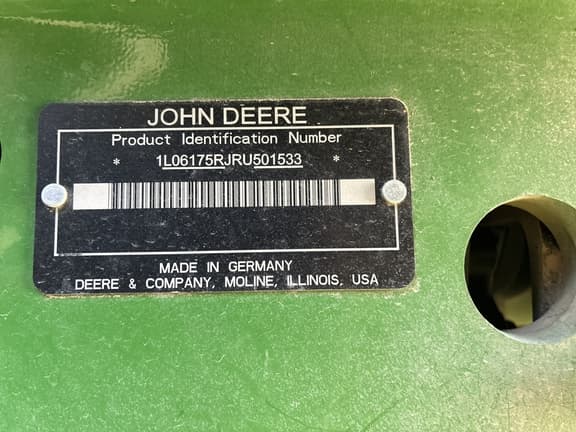 JOHN DEERE
Product Identification Number
* 1L06175RJRU501533 *
MADE IN GERMANY
DEERE & COMPANY, MOLINE, ILLINOIS, USA